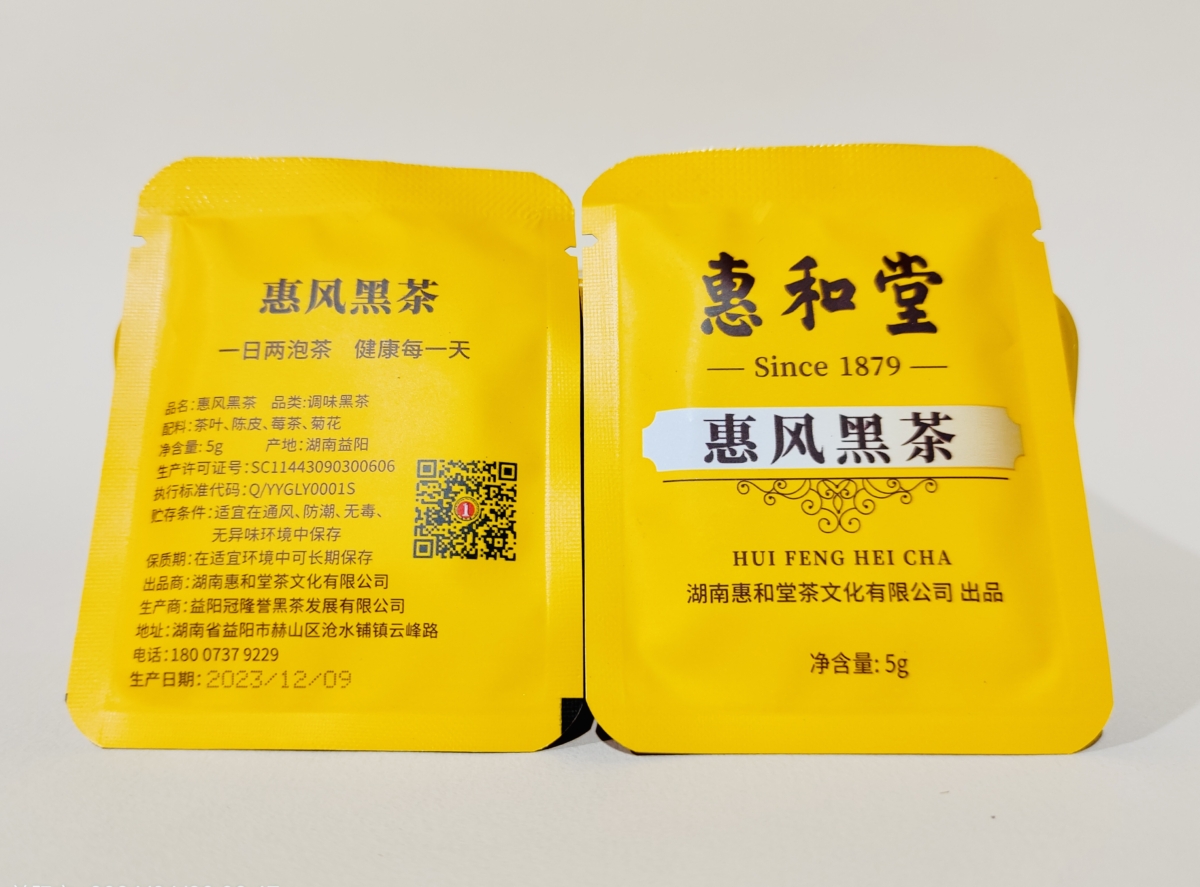 惠风黑茶
一日两泡茶 健康每一天
品名:惠风黑茶 品类:调味黑茶
配料:茶叶、陈皮、莓茶、菊花
净含量:5g 产地:湖南益阳
生产许可证号:SC11443090300606
执行标准代码:Q/YYGLY0001S
贮存条件:适宜在通风、防潮、无毒、
无异味环境中保存
保质期:在适宜环境中可长期保存
出品商:湖南惠和堂茶文化有限公司
生产商:益阳冠隆誉黑茶发展有限公司
地址:湖南省益阳市赫山区沧水铺镇云峰路
电话:180 0737 9229
生产日期:2023/12/09
惠和堂
Since 1879
惠风黑茶
HUI FENG HEI CHA
湖南惠和堂茶文化有限公司 出品
净含量:5g